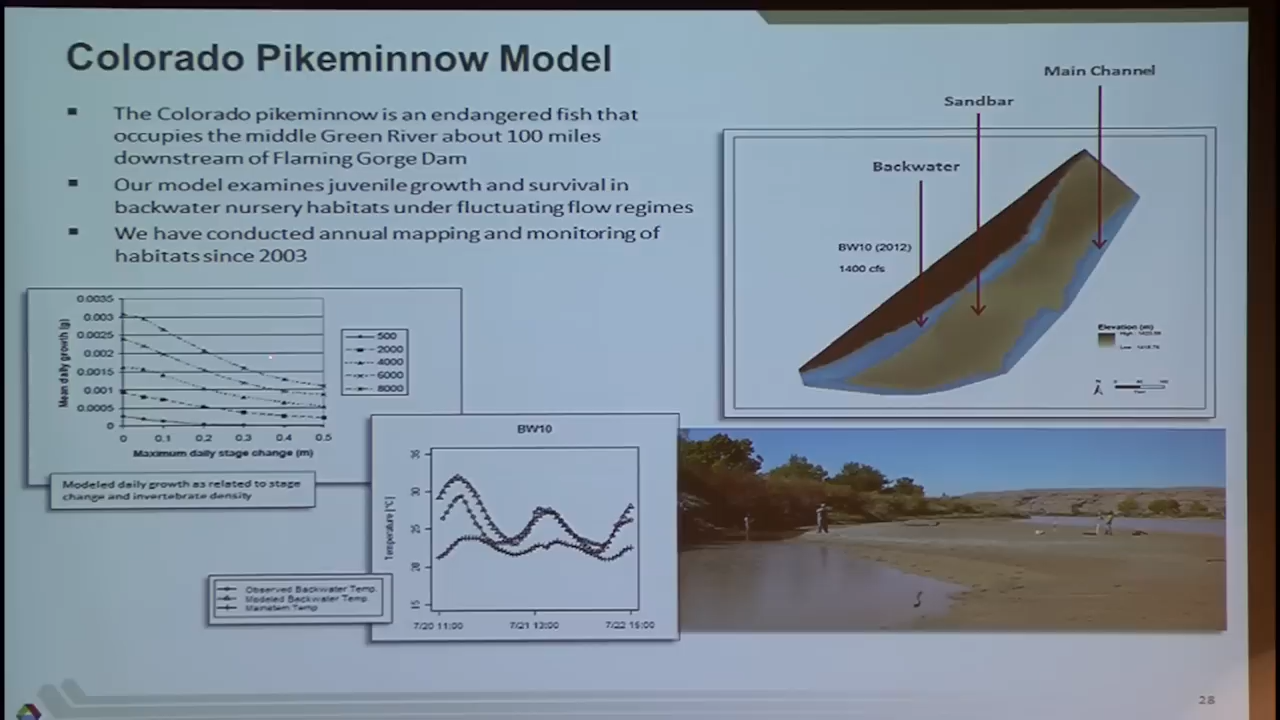 Colorado Pikeminnow Model
The Colorado pikeminnow is an endangered fish that
occupies the middle Green River about 100 miles
downstream of Flaming Gorge Dam
Our model examines juvenile growth and survival in
backwater nursery habitats under fluctuating flow regimes
We have conducted annual mapping and monitoring of
habitats since 2003
Main Channel
Sandbar
Backwater
BW10 (2012)
1400 cfs
Elevation (m)
High
Low
Mean daily growth (g)
0.0035
0.003
0.0025
0.002
0.0015
0.001
0.0005
0
0 0.1 0.2 0.3 0.4 0.5
Maximum daily stage change (m)
500
2000
4000
6000
8000
Modeled daily growth as related to stage
change and invertebrate density
BW10
Temperature [°C]
35
30
25
20
15
7/20 11:00 7/21 13:00 7/22 15:00
Observed Backwater Temp.
Modeled Backwater Temp.
Mainstem Temp
28